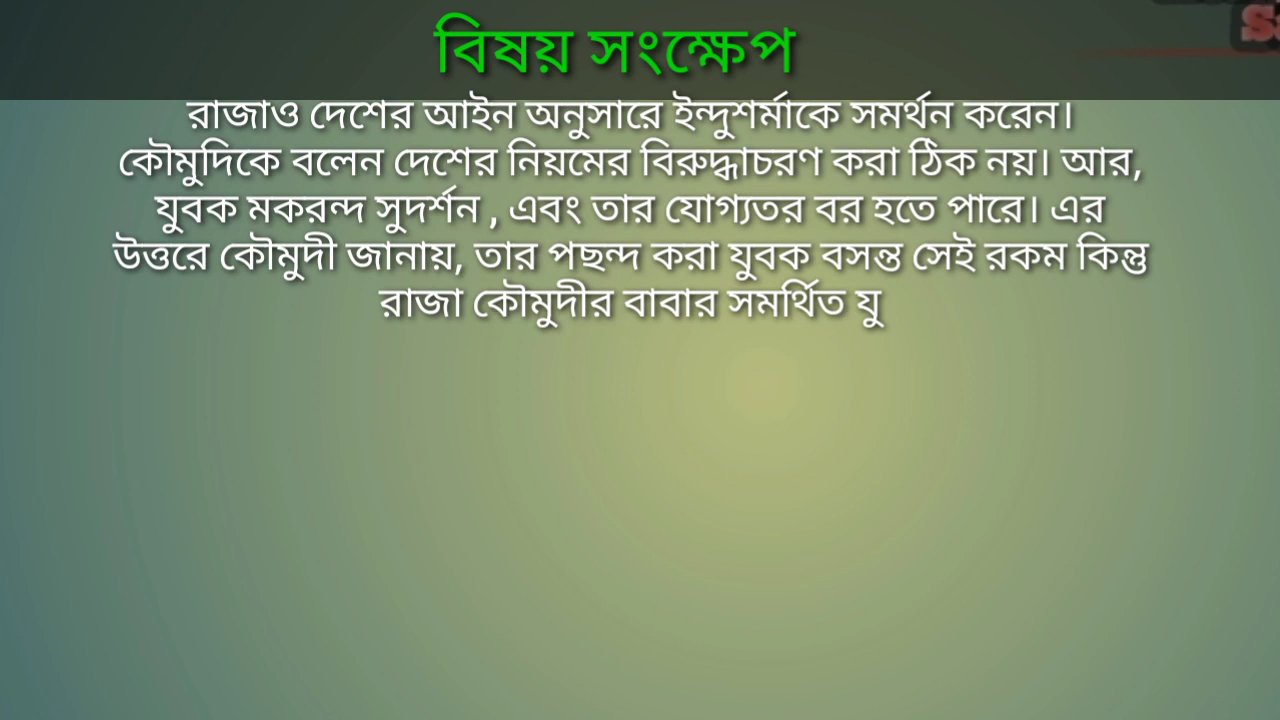 বিষয় সংক্ষেপ
রাজাও দেশের আইন অনুসারে ইন্দুশর্মাকে সমর্থন করেন।
কৌমুদিকে বলেন দেশের নিয়মের বিরুদ্ধাচরণ করা ঠিক নয়। আর,
যুবক মকরন্দ সুদর্শন , এবং তার যোগ্যতর বর হতে পারে। এর
উত্তরে কৌমুদী জানায়, তার পছন্দ করা যুবক বসন্ত সেই রকম কিন্তু
রাজা কৌমুদীর বাবার সমর্থিত যু